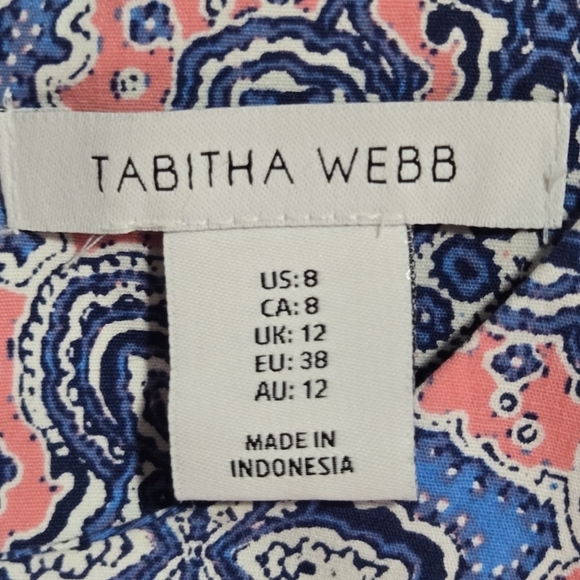 TABITHA WEBB
US: 8
CA: 8
UK: 12
EU: 38
AU: 12
MADE IN
INDONESIA